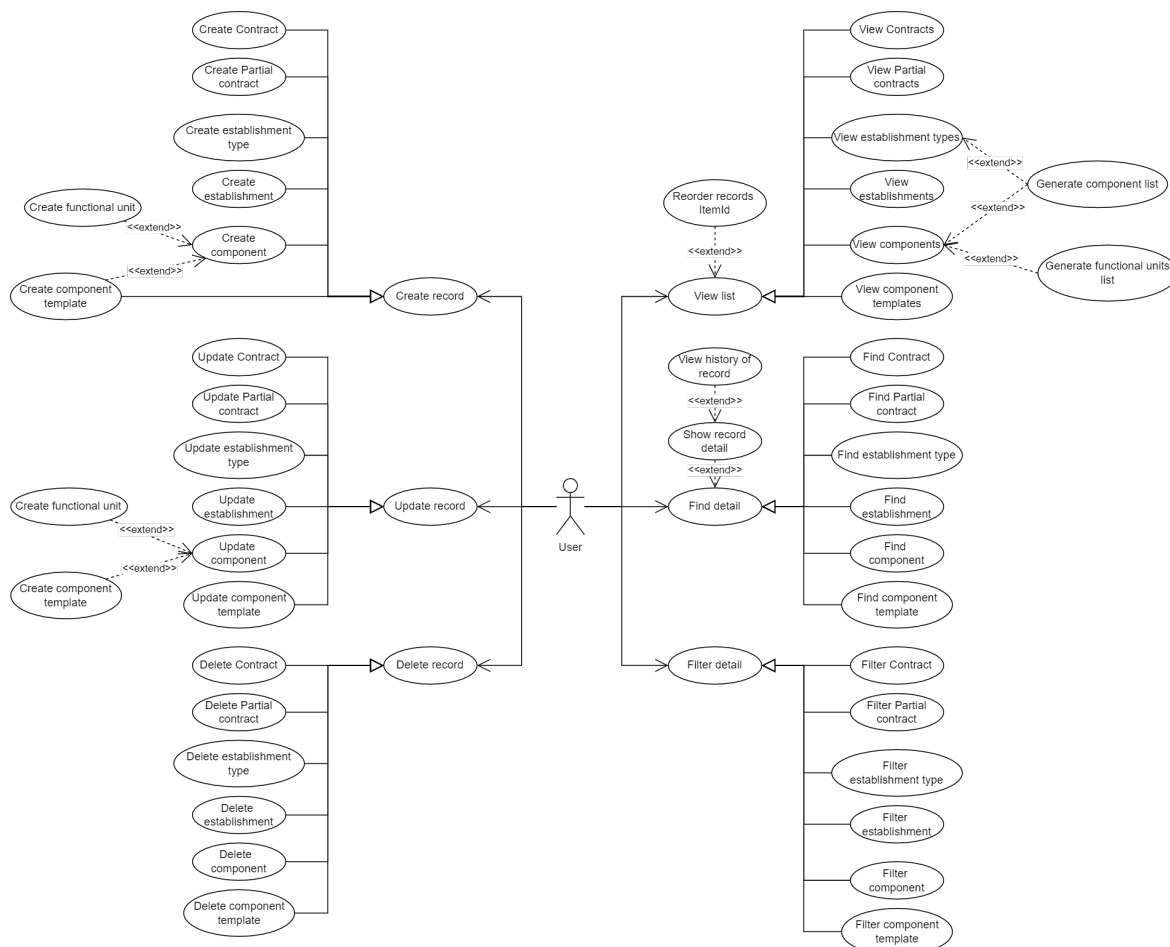 Create Contract
Create Partial
contract
Create establishment
type
Create
establishment
Create functional unit
<<extend>>
Create
component
<<extend>>
Create component
template
Create record
View Contracts
View Partial
contracts
View establishment types
<<extend>>
View
establishments
Generate component list
<<extend>>
Reorder records
ItemId
<<extend>>
View components
<<extend>>
Generate functional units
list
View list
View component
templates
Update Contract
Update Partial
contract
Update establishment
type
Update
establishment
Create functional unit
<<extend>>
Update
component
<<extend>>
Create component
template
Update component
template
Update record
User
View history of
record
<<extend>>
Show record
detail
<<extend>>
Find detail
Find Contract
Find Partial
contract
Find establishment type
Find
establishment
Find
component
Find component
template
Delete Contract
Delete record
Delete Partial
contract
Delete establishment
type
Delete
establishment
Delete
component
Delete component
template
Filter detail
Filter Contract
Filter Partial
contract
Filter
establishment type
Filter
establishment
Filter
component
Filter component
template